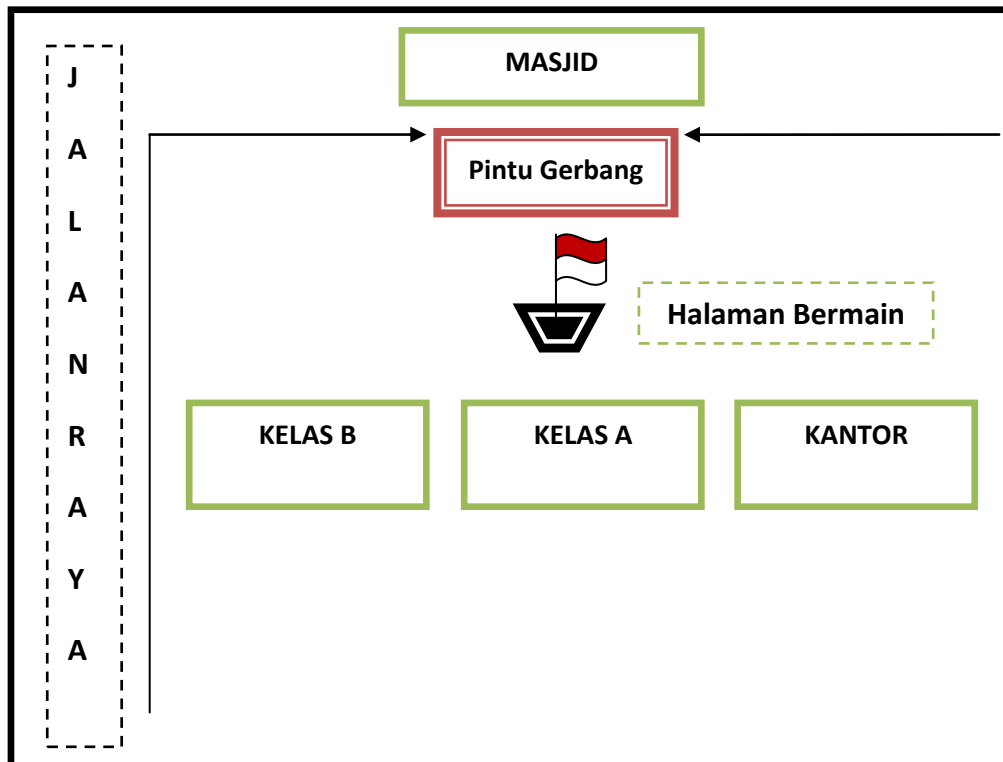 MASJID
Pintu Gerbang
Halaman Bermain
KELAS B
KELAS A
KANTOR
J
A
L
A
N
R
A
Y
A